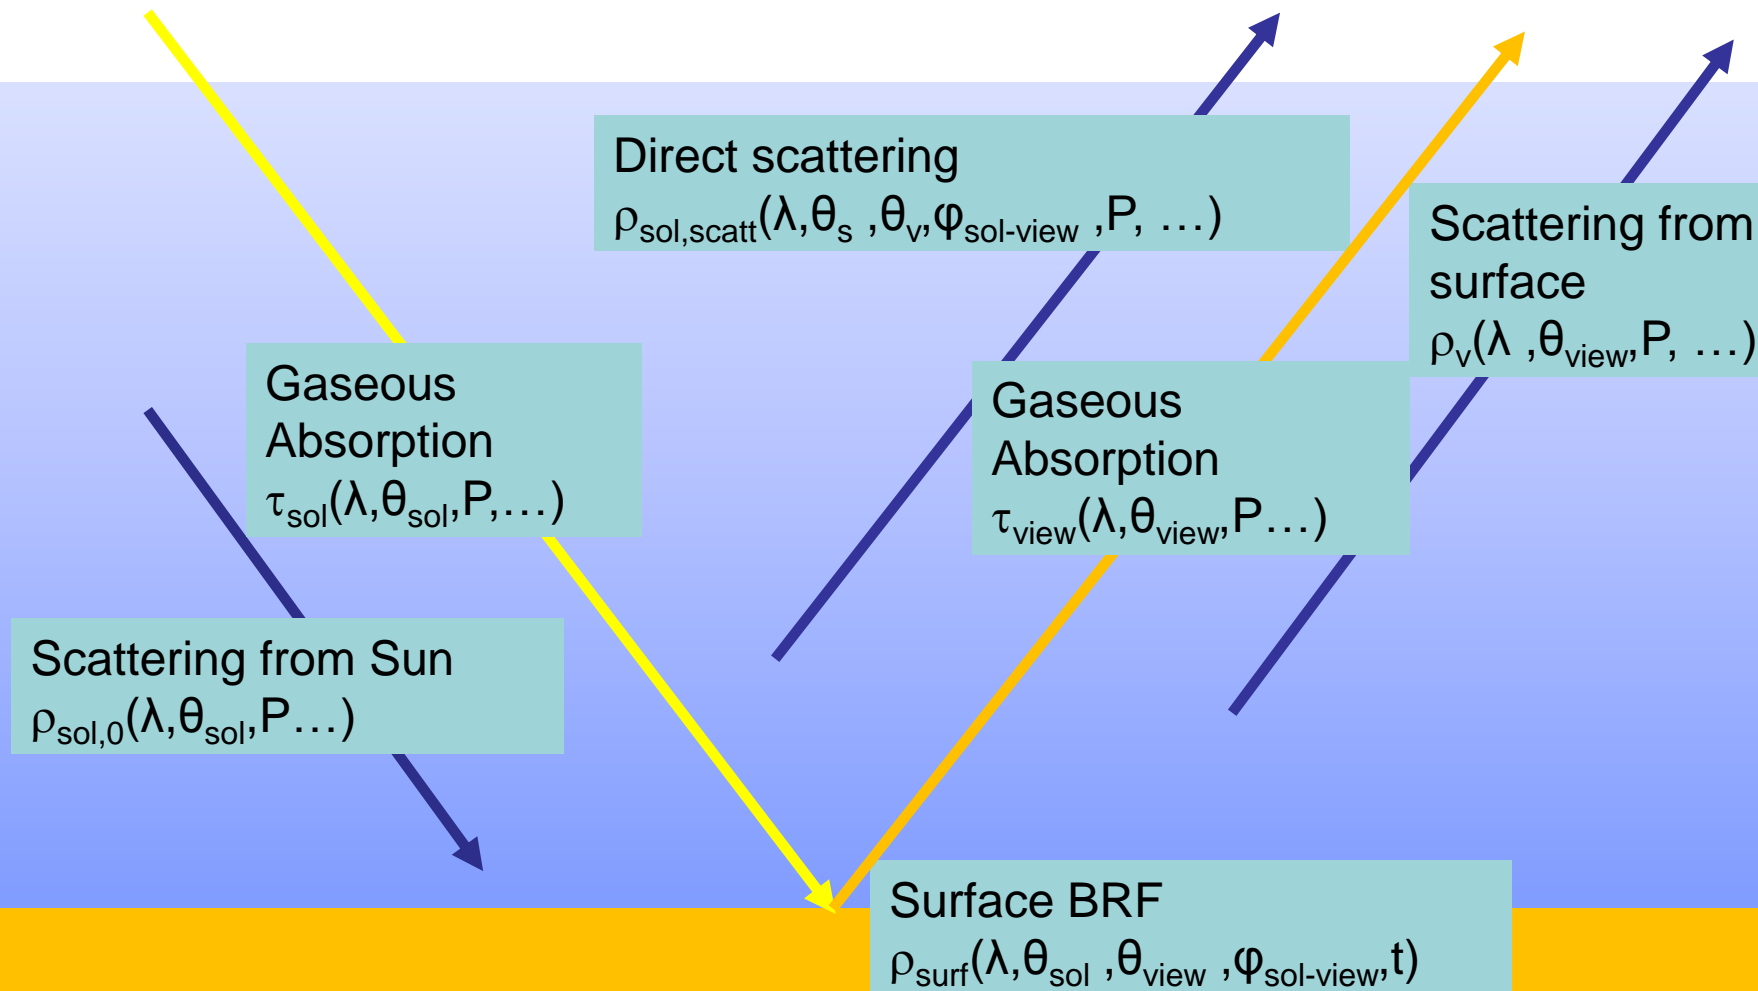 Direct scattering
ρsol,scatt(λ,θs ,θv,φsol-view ,P, …)
Scattering from
surface
ρv(λ ,θview,P, …)
Gaseous
Absorption
τsol(λ,θsol,P,…)
Gaseous
Absorption
τview(λ,θview,P…)
Scattering from Sun
ρsol,0(λ,θsol,P…)
Surface BRF
ρsurf(λ,θsol ,θview ,φsol-view,t)